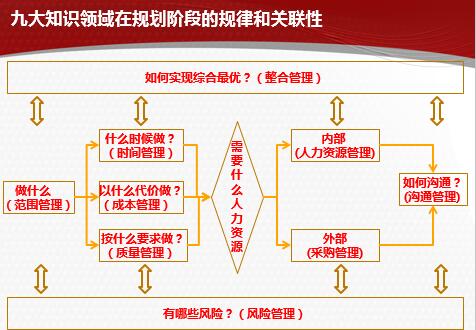 九大知识领域在规划阶段的规律和关联性
如何实现综合最优？（整合管理）
什么时候做？
（时间管理）
做什么
（范围管理）
以什么代价做？
（成本管理）
按什么要求做？
（质量管理）
需要什么人力资源
内部
(人力资源管理)
外部
(采购管理)
如何沟通？
(沟通管理)
有哪些风险？（风险管理）